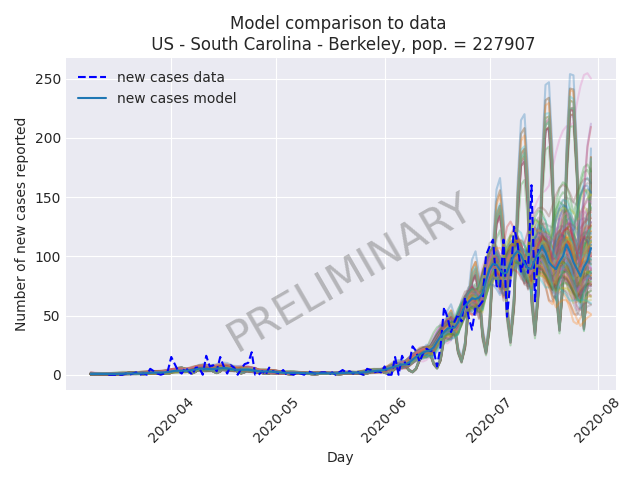 Model comparison to data
US - South Carolina - Berkeley, pop. = 227907
new cases data
new cases model
Number of new cases reported
250
200
150
100
50
0
PRELIMINARY
2020-04
2020-05
2020-06
2020-07
2020-08
Day